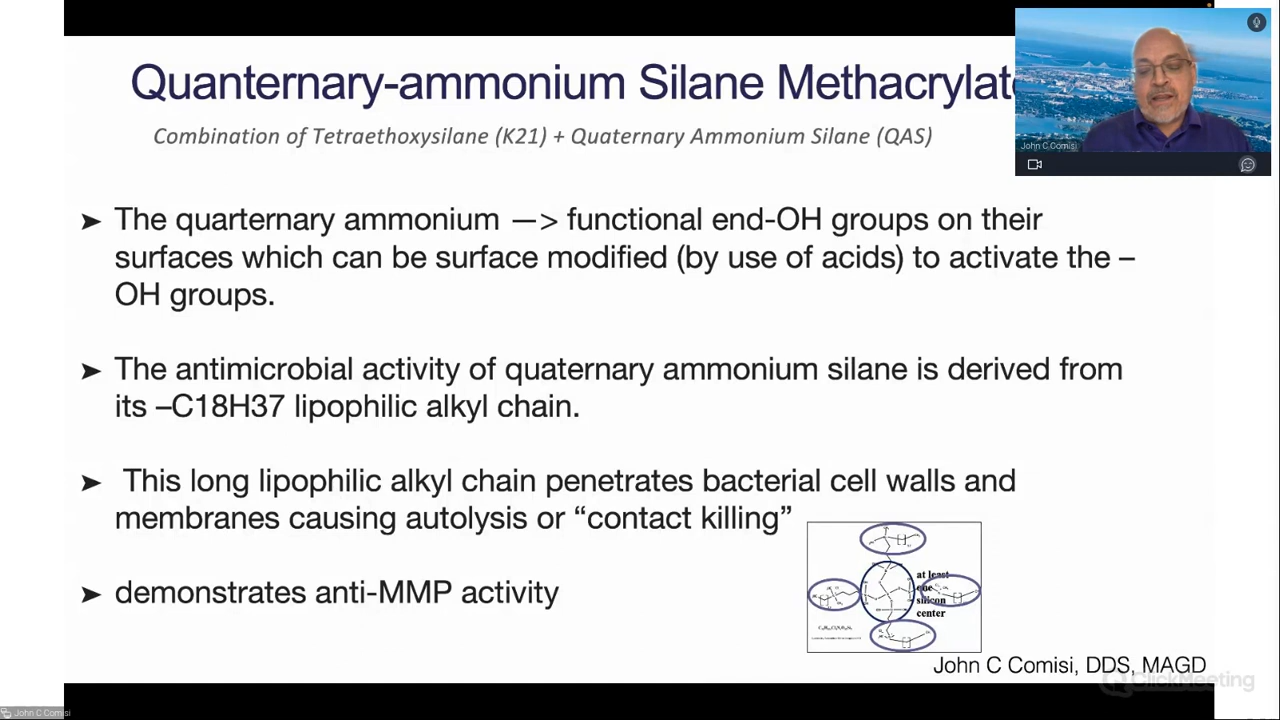 Quanternary-ammonium Silane Methacrylate
Combination of Tetraethoxysilane (K21) + Quaternary Ammonium Silane (QAS)
John C Comisi
➤ The quarternary ammonium —> functional end-OH groups on their
surfaces which can be surface modified (by use of acids) to activate the –
OH groups.
➤ The antimicrobial activity of quaternary ammonium silane is derived from
its –C18H37 lipophilic alkyl chain.
➤ This long lipophilic alkyl chain penetrates bacterial cell walls and
membranes causing autolysis or “contact killing”
➤ demonstrates anti-MMP activity
at least
one
silicon
center
John C Comisi, DDS, MAGD
ClickMeeting
John C Comisi